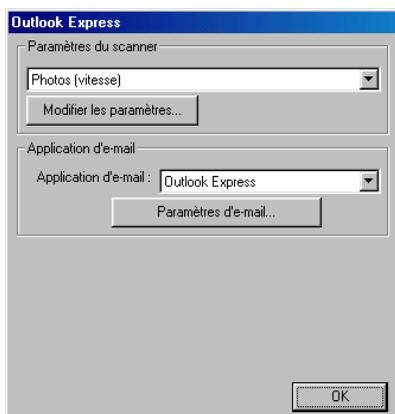 Outlook Express
Paramètres du scanner
Photos (vitesse)
Modifier les paramètres...
Application d'e-mail
Application d'e-mail : Outlook Express
Paramètres d'e-mail...
OK